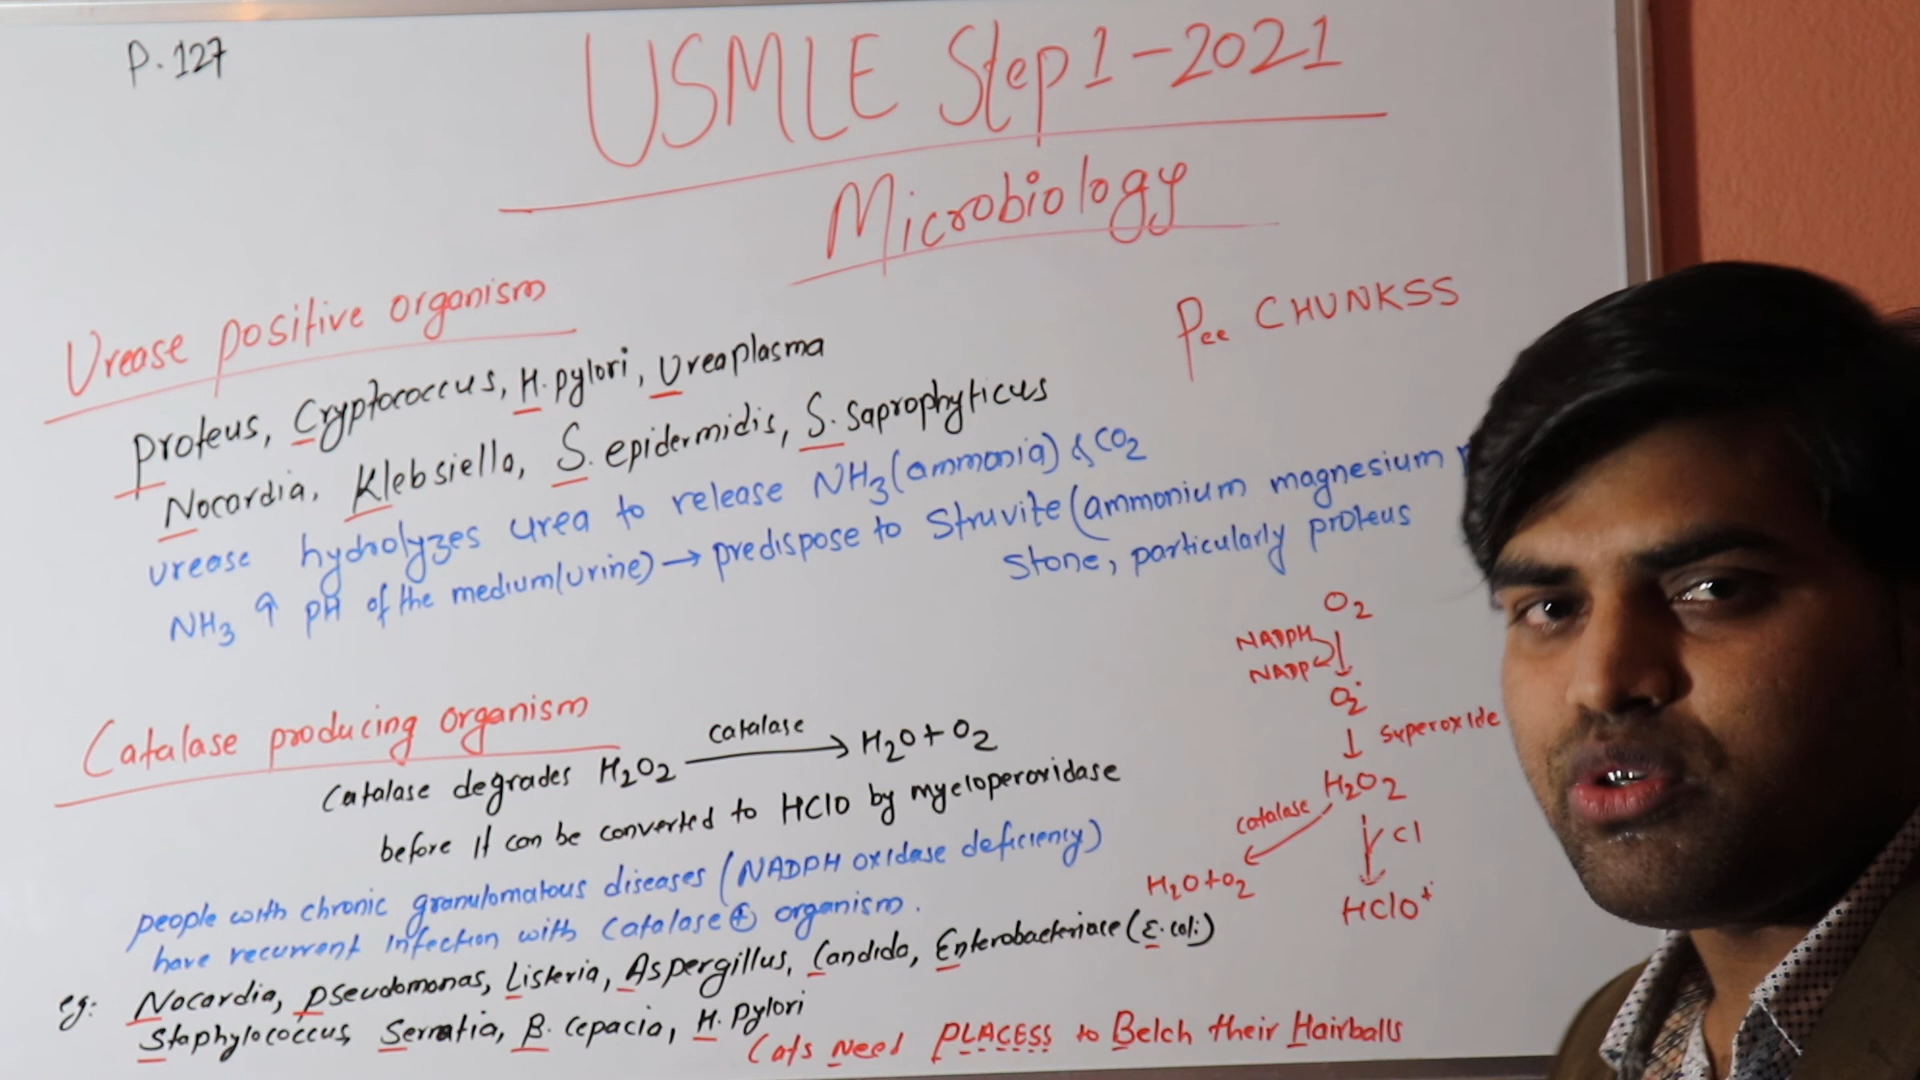 P. 127
USMLE Step 1-2021
Microbiology
Urease positive organism
Pee CHUNKSS
Proteus, Cryptococcus, H. pylori, Ureaplasma
Nocardia, Klebsiella, S. epidermidis, S. saprophyticus
urease hydrolyzes urea to release NH3 (ammonia) & CO2
NH3 ↑ pH of the medium (urine) → predispose to struvite (ammonium magnesium
stone, particularly proteus
Catalase producing organism
Catalase degrades H2O2 catalase → H2O + O2
before it can be converted to HClO by myeloperoxidase
people with chronic granulomatous diseases (NADPH oxidase deficiency)
have recurrent infection with catalase ⊕ organism.
eg: Nocardia, pseudomonas, Listeria, Aspergillus, Candida, Enterobacteriace (E. coli)
Staphylococcus, Serratia, B. cepacia, H. pylori
Cats need PLACESS to Belch their Hairballs
O2
NADPH
NADP
O2-
↓ superoxide
H2O2
catalase
Cl
H2O+O2
HClO+